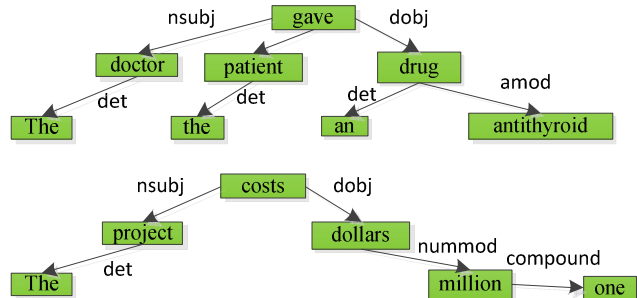 nsubj gave dobj
doctor patient drug
det det det amod
The the an antithyroid
nsubj costs dobj
project dollars
det nummod compound
The million one